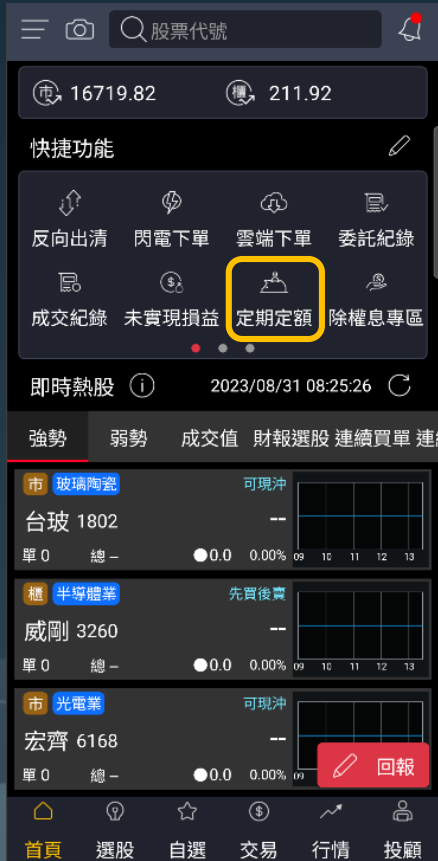 股票代號
市 16719.82 櫃 211.92
快捷功能
反向出清 閃電下單 雲端下單 委託紀錄
成交紀錄 未實現損益 定期定額 除權息專區
即時熱股 i 2023/08/31 08:25:26
強勢 弱勢 成交值 財報選股 連續買單 連
市 玻璃陶瓷 可現沖
台玻 1802 --
單 0 總 – 0.0 0.00% 09 10 11 12 13
櫃 半導體業 先買後賣
威剛 3260 --
單 0 總 – 0.0 0.00% 09 10 11 12 13
市 光電業 可現沖
宏齊 6168 --
單 0 總 – 0.0 0.00% 09
回報
首頁 選股 自選 交易 行情 投顧